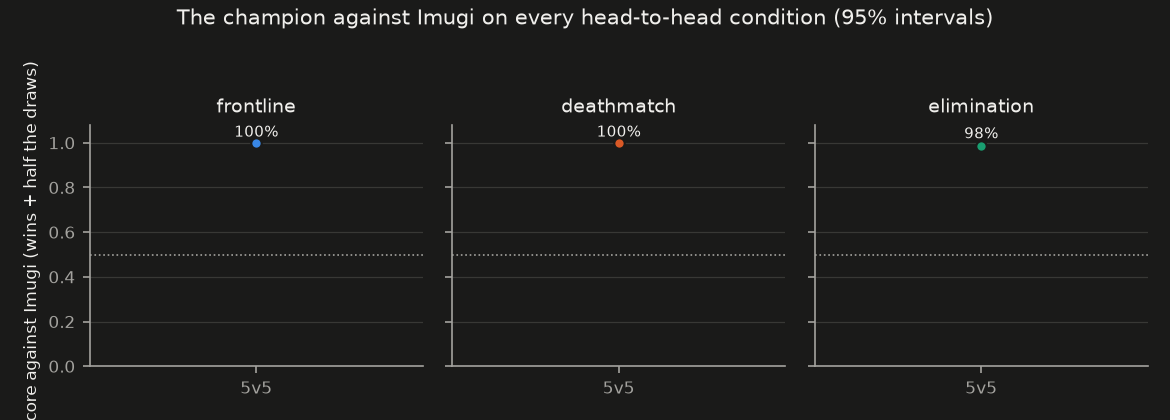 The champion against Imugi on every head-to-head condition (95% intervals)
core against Imugi (wins + half the draws)
frontline
100%
1.0
0.8
0.6
0.4
0.2
0.0
5v5
deathmatch
100%
5v5
elimination
98%
5v5